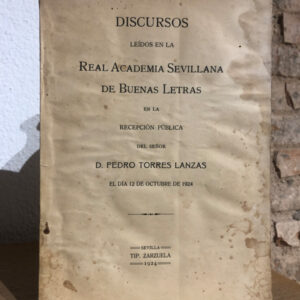 DISCURSOS
LEÍDOS EN LA
REAL ACADEMIA SEVILLANA
DE BUENAS LETRAS
EN LA
RECEPCIÓN PÚBLICA
DEL SEÑOR
D. PEDRO TORRES LANZAS
EL DÍA 12 DE OCTUBRE DE 1924
SEVILLA
TIP. ZARZUELA
1924